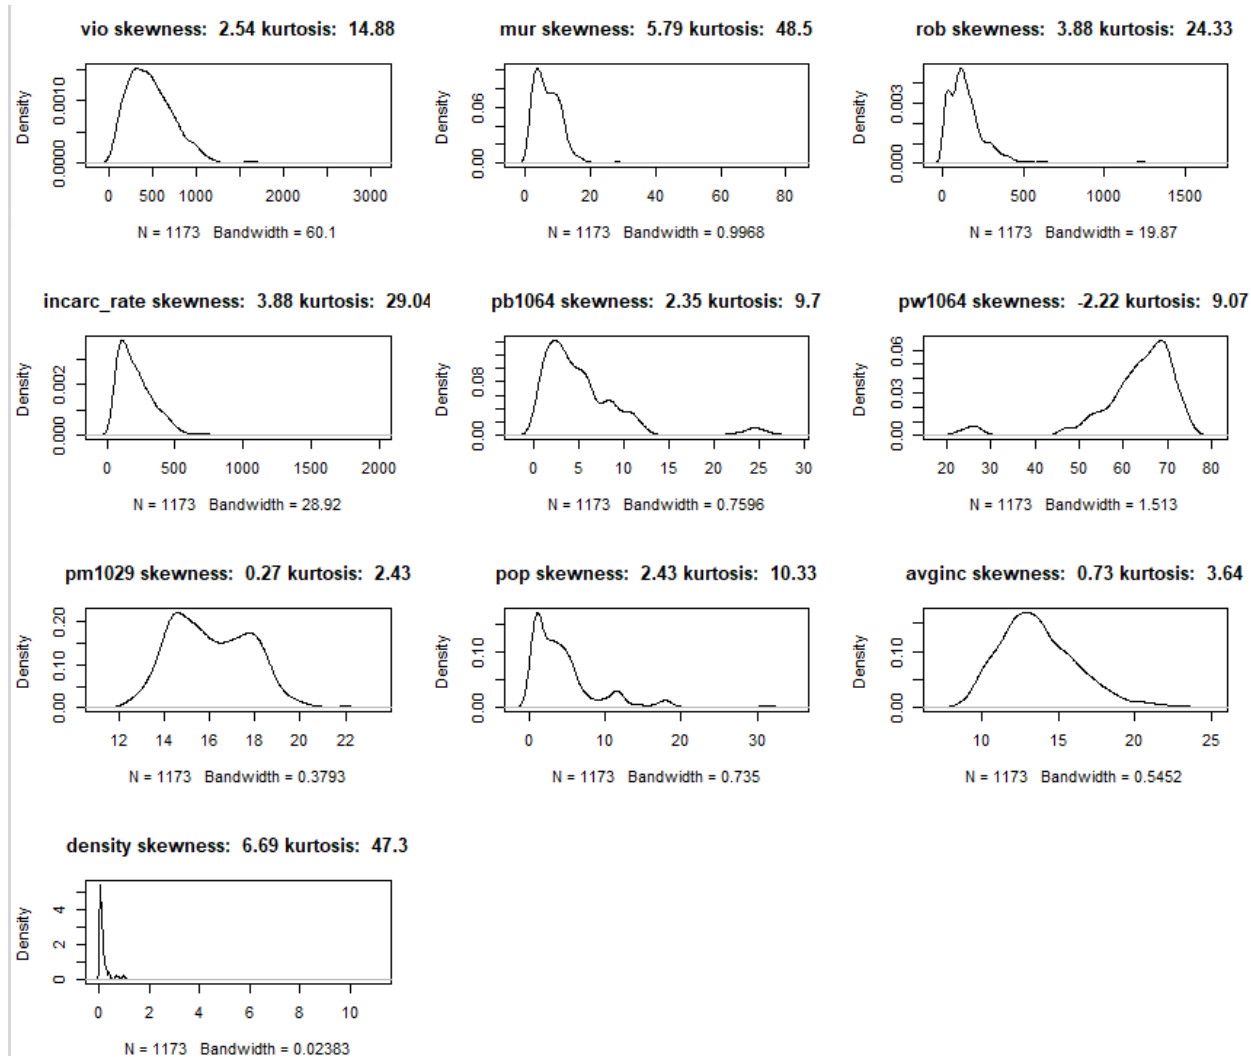 vio skewness: 2.54 kurtosis: 14.88
Density
0.0000 0.0010
0 500 1000 2000 3000
N = 1173 Bandwidth = 60.1
mur skewness: 5.79 kurtosis: 48.5
Density
0.00 0.06
0 20 40 60 80
N = 1173 Bandwidth = 0.9968
rob skewness: 3.88 kurtosis: 24.33
Density
0.000 0.003
0 500 1000 1500
N = 1173 Bandwidth = 19.87
incarc_rate skewness: 3.88 kurtosis: 29.04
Density
0.000 0.002
0 500 1000 1500 2000
N = 1173 Bandwidth = 28.92
pb1064 skewness: 2.35 kurtosis: 9.7
Density
0.00 0.08
0 5 10 15 20 25 30
N = 1173 Bandwidth = 0.7596
pw1064 skewness: -2.22 kurtosis: 9.07
Density
0.00 0.03 0.06
20 30 40 50 60 70 80
N = 1173 Bandwidth = 1.513
pm1029 skewness: 0.27 kurtosis: 2.43
Density
0.00 0.10 0.20
12 14 16 18 20 22
N = 1173 Bandwidth = 0.3793
pop skewness: 2.43 kurtosis: 10.33
Density
0.00 0.10
0 10 20 30
N = 1173 Bandwidth = 0.735
avginc skewness: 0.73 kurtosis: 3.64
Density
0.00 0.10
10 15 20 25
N = 1173 Bandwidth = 0.5452
density skewness: 6.69 kurtosis: 47.3
Density
0 2 4
0 2 4 6 8 10
N = 1173 Bandwidth = 0.02383